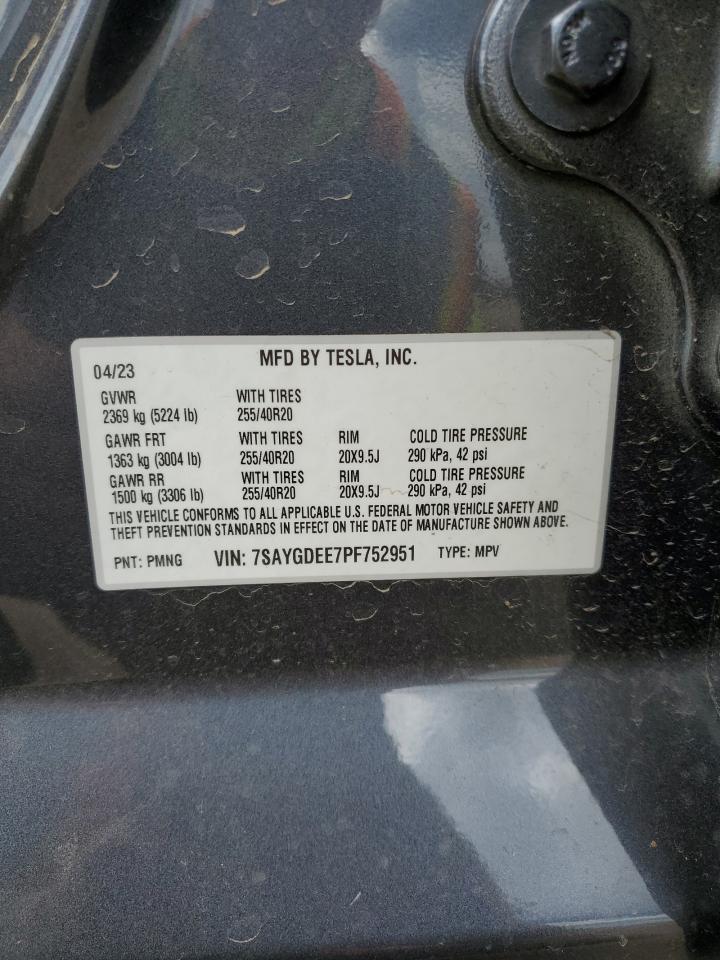 MFD BY TESLA, INC.
04/23
GVWR WITH TIRES
2369 kg (5224 lb) 255/40R20
GAWR FRT WITH TIRES RIM COLD TIRE PRESSURE
1363 kg (3004 lb) 255/40R20 20X9.5J 290 kPa, 42 psi
GAWR RR WITH TIRES RIM COLD TIRE PRESSURE
1500 kg (3306 lb) 255/40R20 20X9.5J 290 kPa, 42 psi
THIS VEHICLE CONFORMS TO ALL APPLICABLE U.S. FEDERAL MOTOR VEHICLE SAFETY AND
THEFT PREVENTION STANDARDS IN EFFECT ON THE DATE OF MANUFACTURE SHOWN ABOVE.
PNT: PMNG VIN: 7SAYGDEE7PF752951 TYPE: MPV